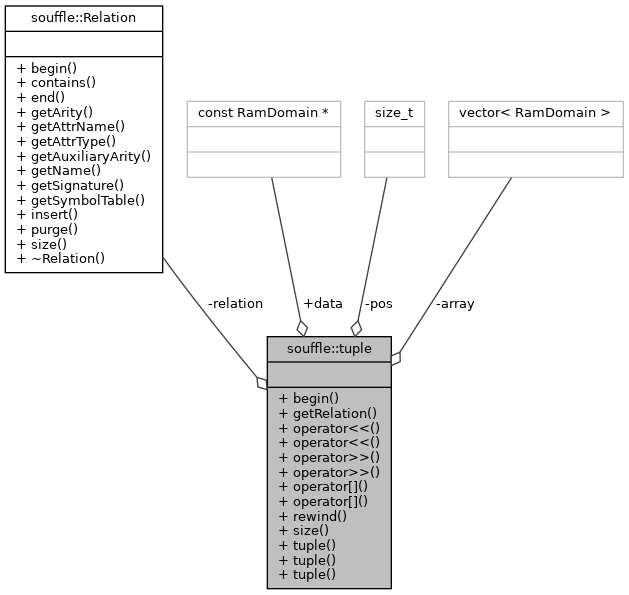 souffle::Relation
+ begin()
+ contains()
+ end()
+ getArity()
+ getAttrName()
+ getAttrType()
+ getAuxiliaryArity()
+ getName()
+ getSignature()
+ getSymbolTable()
+ insert()
+ purge()
+ size()
+ ~Relation()
const RamDomain *
size_t
vector< RamDomain >
-relation
+data
-pos
-array
souffle::tuple
+ begin()
+ getRelation()
+ operator<<()
+ operator<<()
+ operator>>()
+ operator>>()
+ operator[]()
+ operator[]()
+ rewind()
+ size()
+ tuple()
+ tuple()
+ tuple()